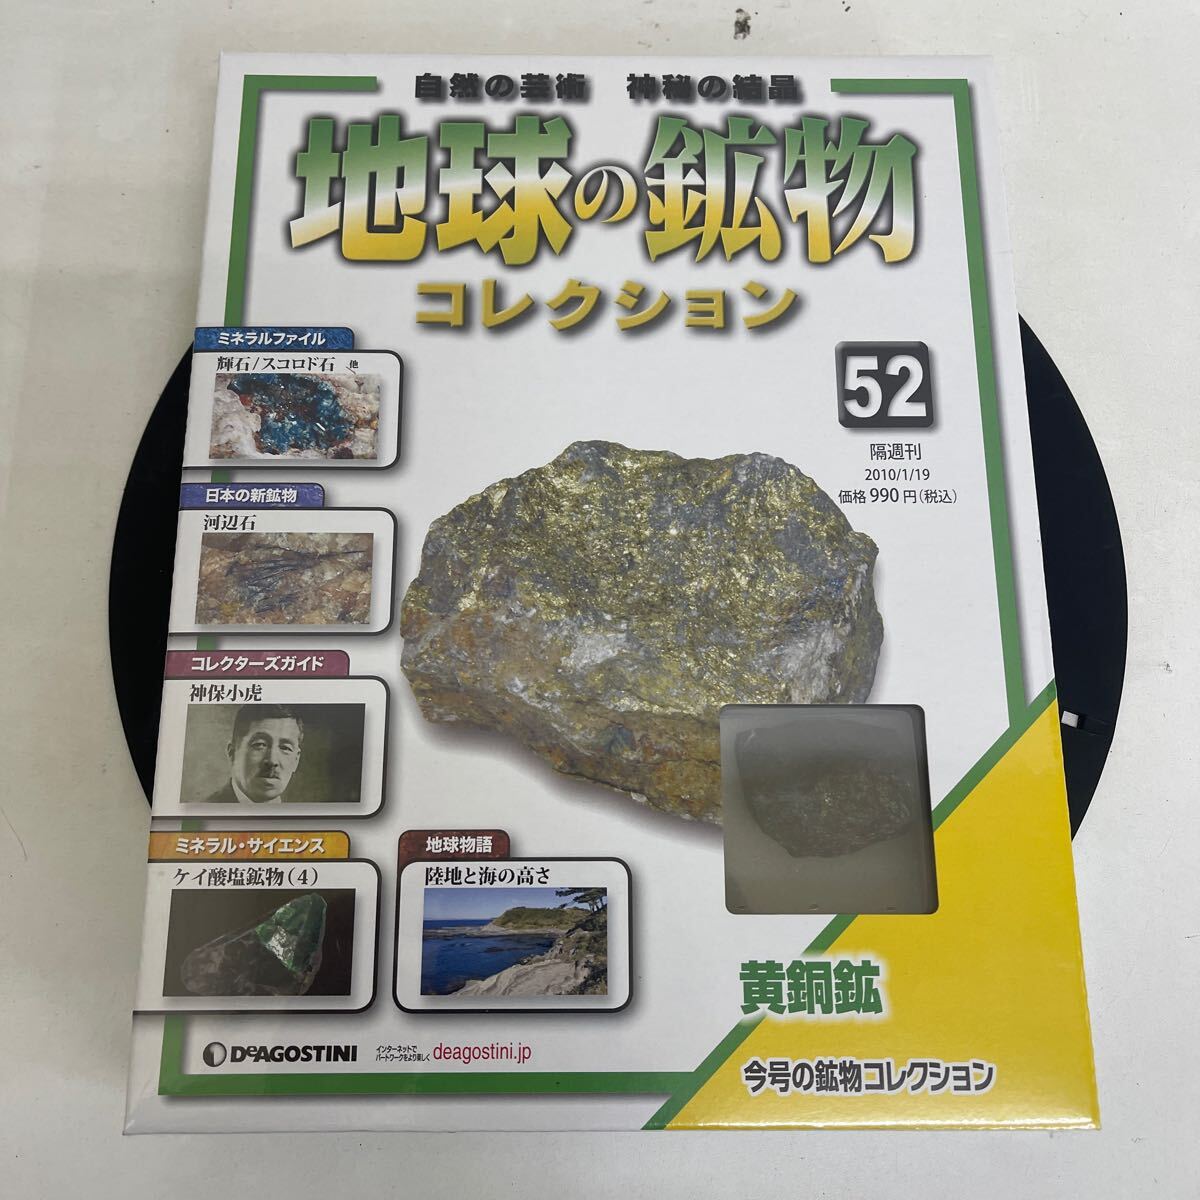 自然の芸術　神秘の結晶
地球の鉱物
コレクション
ミネラルファイル
輝石/スコロド石 他
日本の新鉱物
河辺石
コレクターズガイド
神保小虎
ミネラル・サイエンス
ケイ酸塩鉱物(4)
地球物語
陸地と海の高さ
52
隔週刊
2010/1/19
価格990円(税込)
黄銅鉱
今号の鉱物コレクション
DeAGOSTINI
インターネットで
パートワークをより楽しく
deagostini.jp